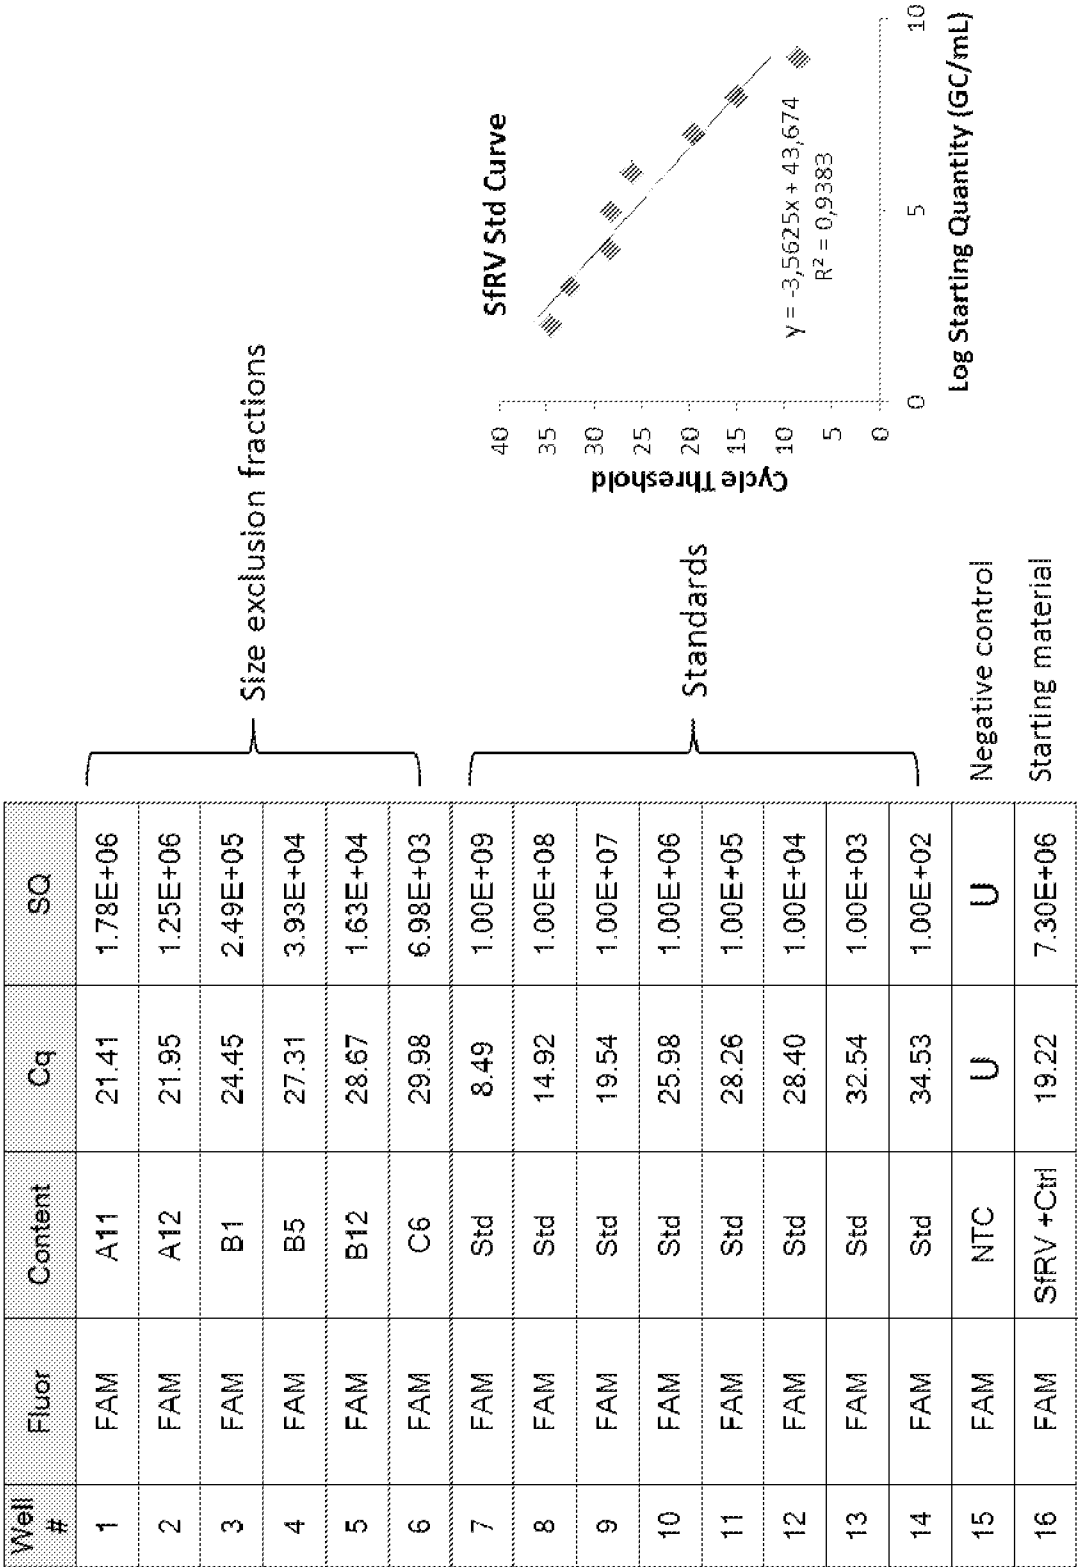 Well # Fluor Content Cq SQ
1 FAM A11 21.41 1.78E+06
2 FAM A12 21.95 1.25E+06
3 FAM B1 24.45 2.49E+05
4 FAM B5 27.31 3.93E+04
5 FAM B12 28.67 1.63E+04
6 FAM C6 29.98 6.98E+03
7 FAM Std 8.49 1.00E+09
8 FAM Std 14.92 1.00E+08
9 FAM Std 19.54 1.00E+07
10 FAM Std 25.98 1.00E+06
11 FAM Std 28.26 1.00E+05
12 FAM Std 28.40 1.00E+04
13 FAM Std 32.54 1.00E+03
14 FAM Std 34.53 1.00E+02
15 FAM NTC U U Negative control
16 FAM SfRV +Ctrl 19.22 7.30E+06 Starting material
Size exclusion fractions
Standards
SfRV Std Curve
Cycle Threshold
40
35
30
25
20
15
10
5
0
y = -3,5625x + 43,674
R² = 0,9383
0 5 10
Log Starting Quantity (GC/mL)